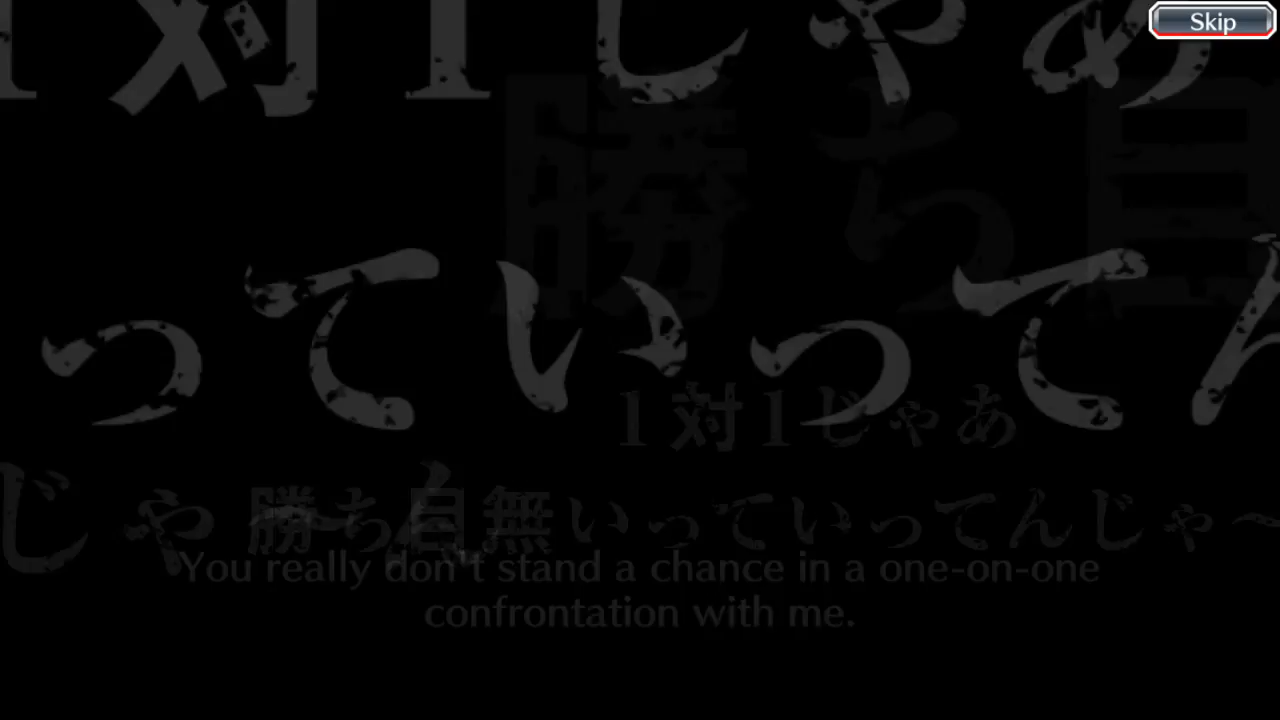 Skip
1対1じゃあ
勝ち目
っていってん
1対1じゃあ
じゃ
勝ち目無いっていってんじゃ〜
You really don't stand a chance in a one-on-one
confrontation with me.